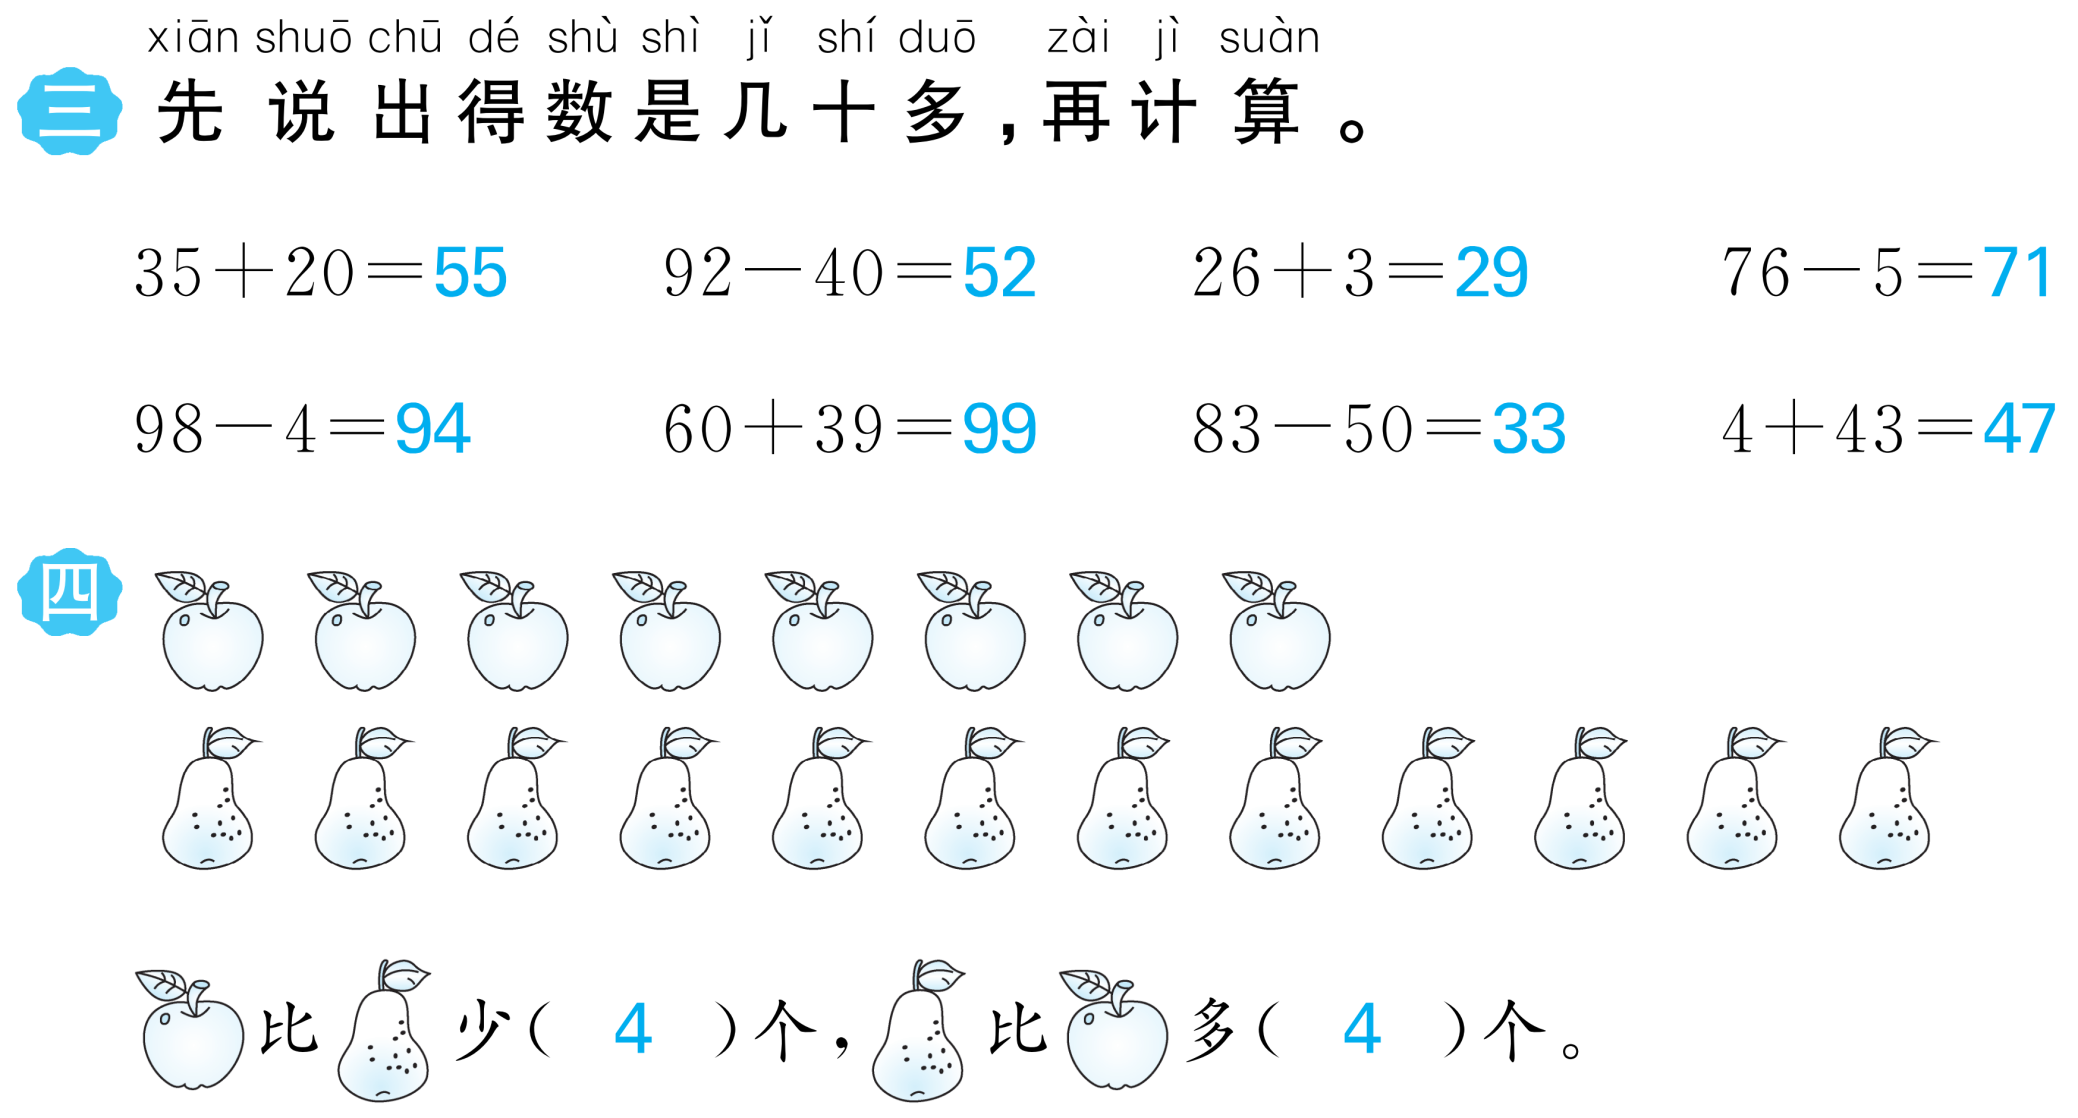 xiān shuō chū dé shù shì jǐ shí duō zài jì suàn
三 先说出得数是几十多,再计算。
35+20=55 92-40=52 26+3=29 76-5=71
98-4=94 60+39=99 83-50=33 4+43=47
四
比 少( 4 )个, 比 多( 4 )个。